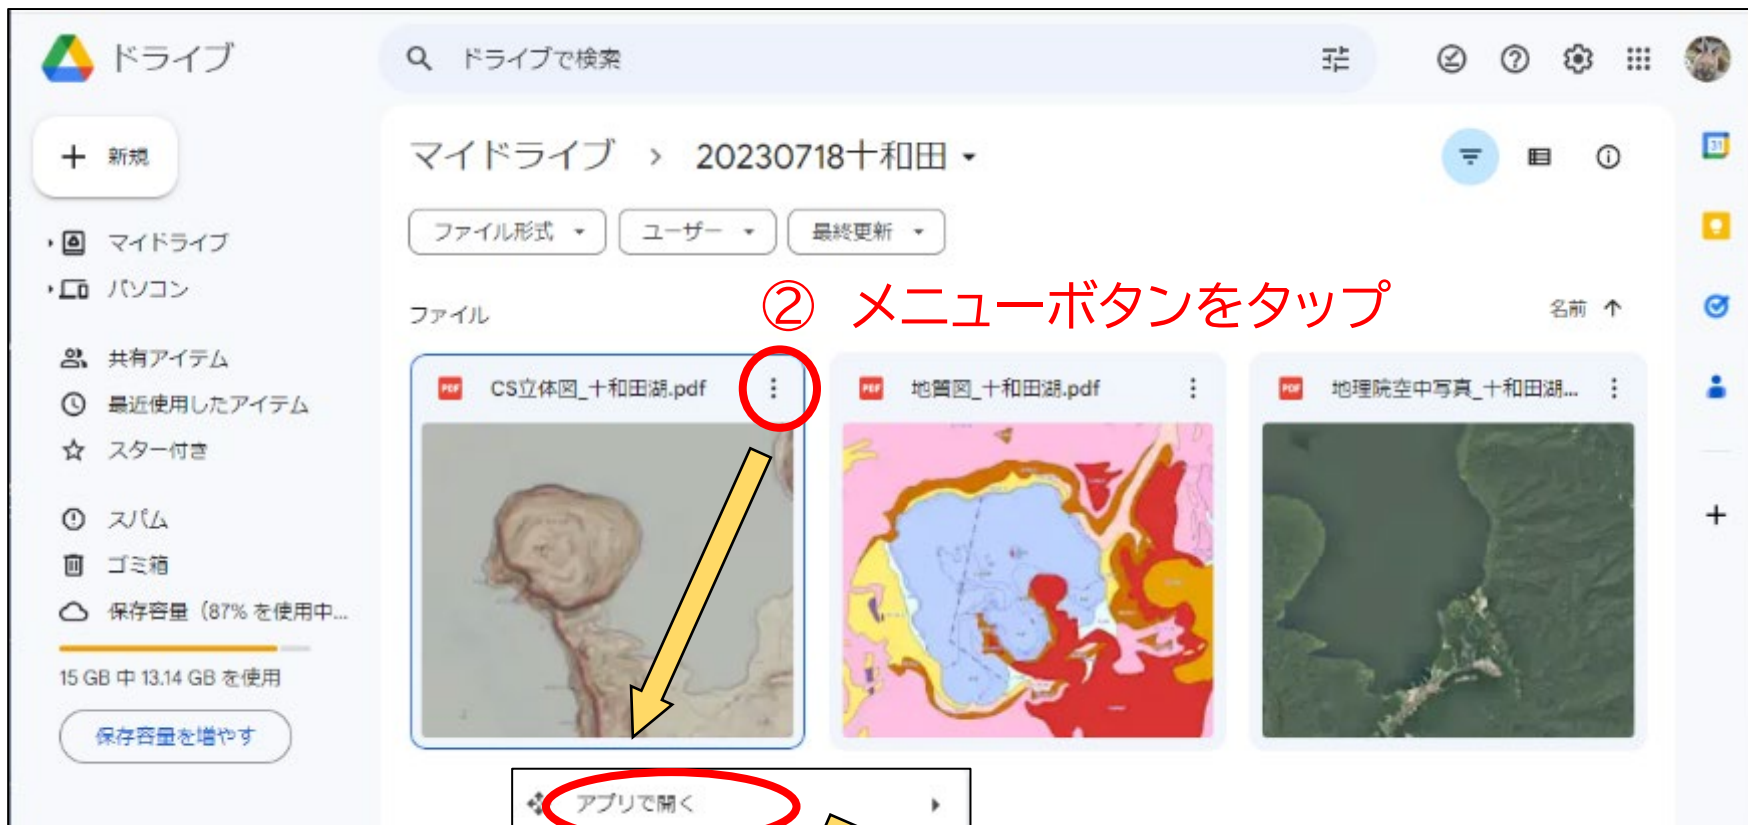 ドライブ
ドライブで検索
新規
マイドライブ > 20230718十和田
ファイル形式
ユーザー
最終更新
マイドライブ
パソコン
② メニューボタンをタップ
ファイル
名前
共有アイテム
最近使用したアイテム
スター付き
PDF CS立体図_十和田湖.pdf
PDF 地質図_十和田湖.pdf
PDF 地理院空中写真_十和田湖...
スパム
ゴミ箱
保存容量（87% を使用中...
15 GB 中 13.14 GB を使用
保存容量を増やす
アプリで開く
31